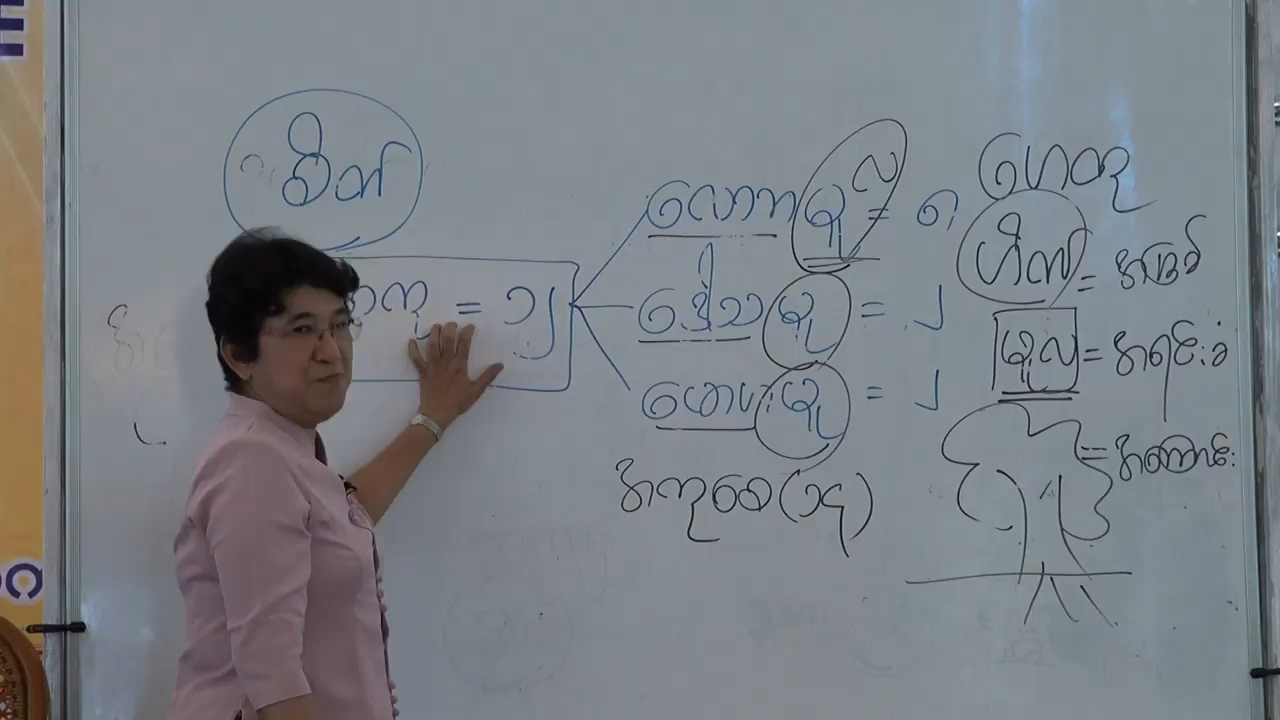 စိတ်
ကု = ၁၂
လောဘမူလ = ၈
ဒေါသမူ = ၂
မောဟမူ = ၂
အကုစေ (၁၄)
ဟေတု
ဟိတ် = အမြစ်
မူလ = အရင်းခံ
= အကြောင်း